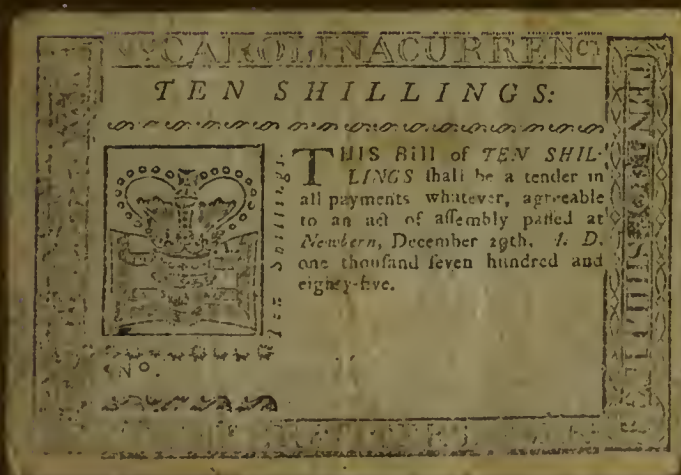 CAROLINA CURRENCY
TEN SHILLINGS:
THIS Bill of TEN SHIL-
LINGS ſhall be a tender in
all payments whatever, agreeable
to an act of aſſembly paſſed at
Newbern, December 29th, A. D.
one thouſand ſeven hundred and
eighty-five.
Ten Shillings.
No.
TEN SHILLINGS